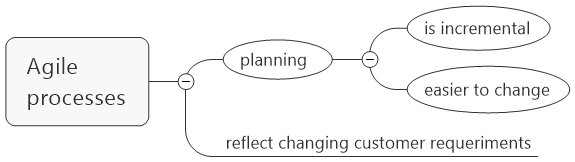 Agile
processes
planning
is incremental
easier to change
reflect changing customer requeriments